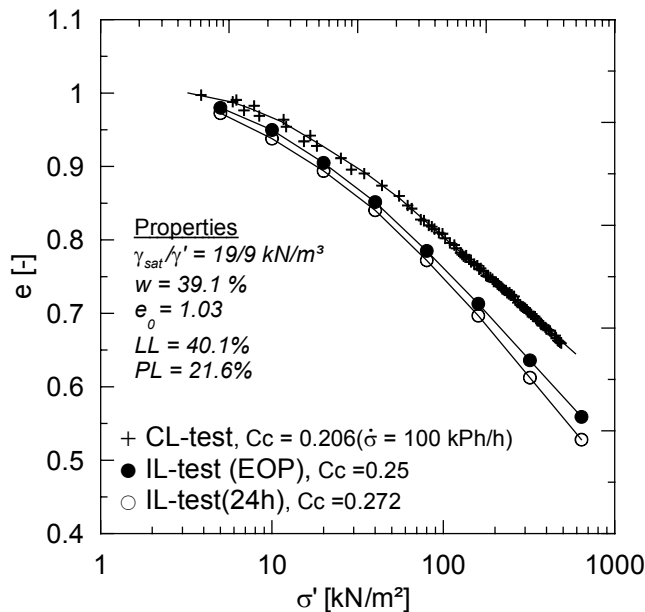 1.1
1
0.9
0.8
0.7
0.6
0.5
0.4
e [-]
Properties
γsat/γ' = 19/9 kN/m³
w = 39.1 %
e0 = 1.03
LL = 40.1%
PL = 21.6%
+ CL-test, Cc = 0.206(σ̇ = 100 kPh/h)
● IL-test (EOP), Cc =0.25
○ IL-test(24h), Cc =0.272
1 10 100 1000
σ' [kN/m²]